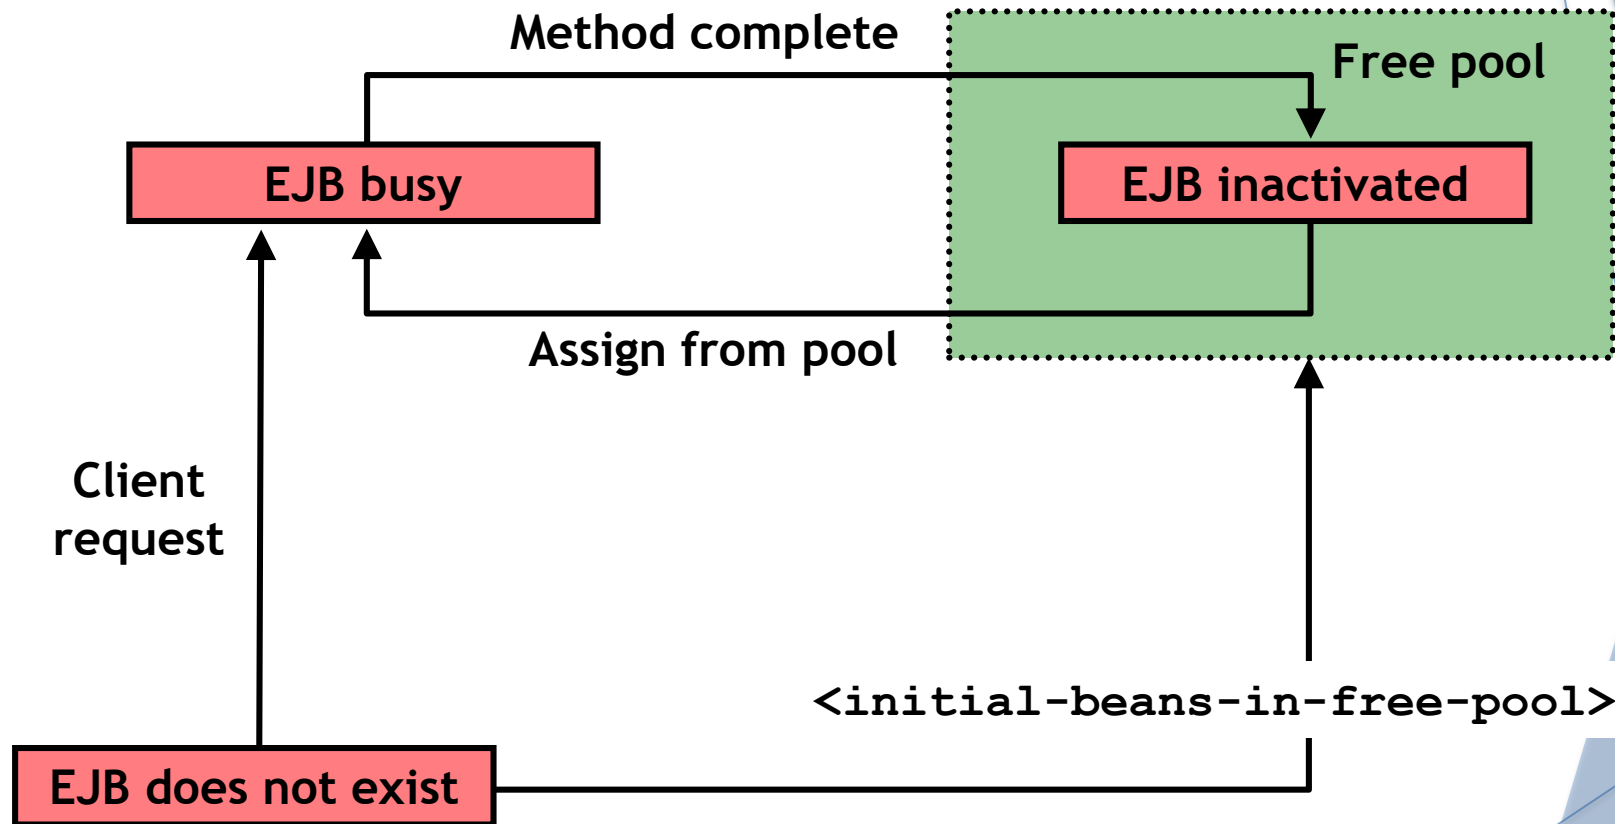 Method complete
Free pool
EJB busy
EJB inactivated
Assign from pool
Client
request
<initial-beans-in-free-pool>
EJB does not exist